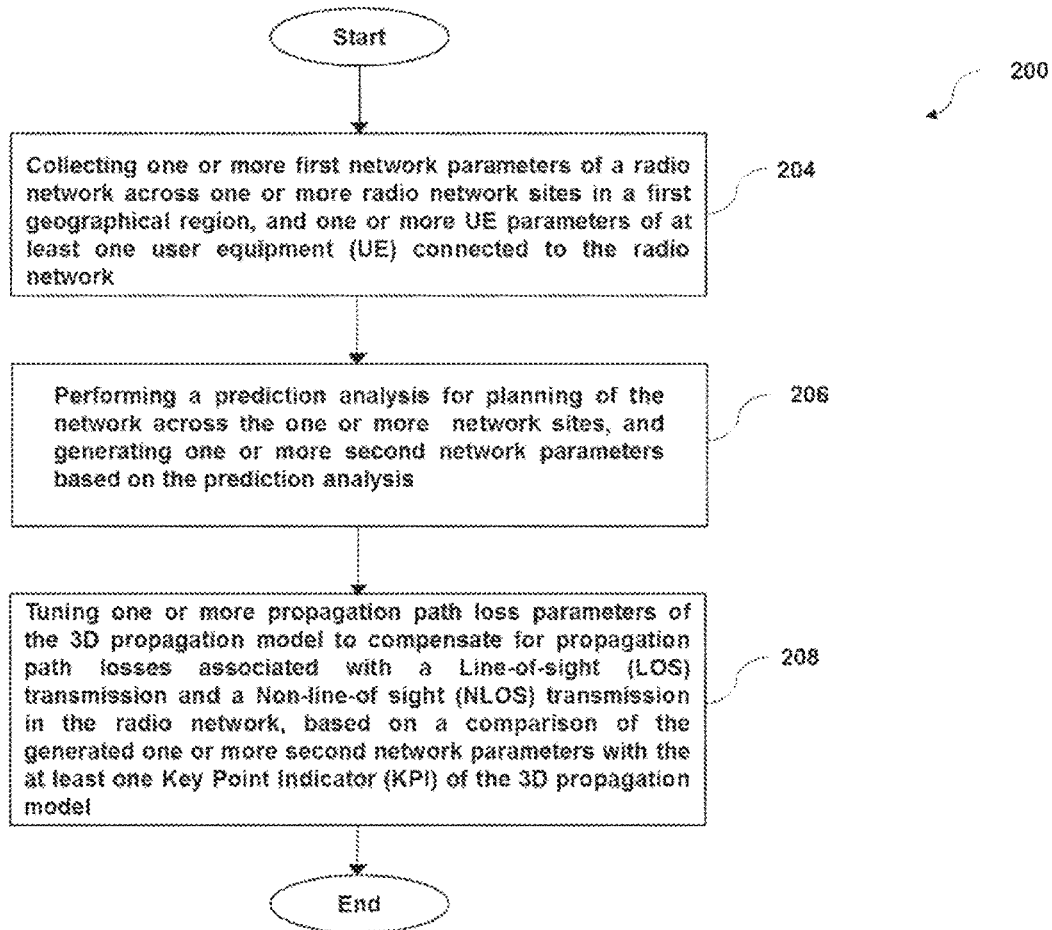 Start
200
Collecting one or more first network parameters of a radio
network across one or more radio network sites in a first
geographical region, and one or more UE parameters of at
least one user equipment (UE) connected to the radio
network
204
Performing a prediction analysis for planning of the
network across the one or more network sites, and
generating one or more second network parameters
based on the prediction analysis
206
Tuning one or more propagation path loss parameters of
the 3D propagation model to compensate for propagation
path losses associated with a Line-of-sight (LOS)
transmission and a Non-line-of sight (NLOS) transmission
in the radio network, based on a comparison of the
generated one or more second network parameters with the
at least one Key Point Indicator (KPI) of the 3D propagation
model
208
End